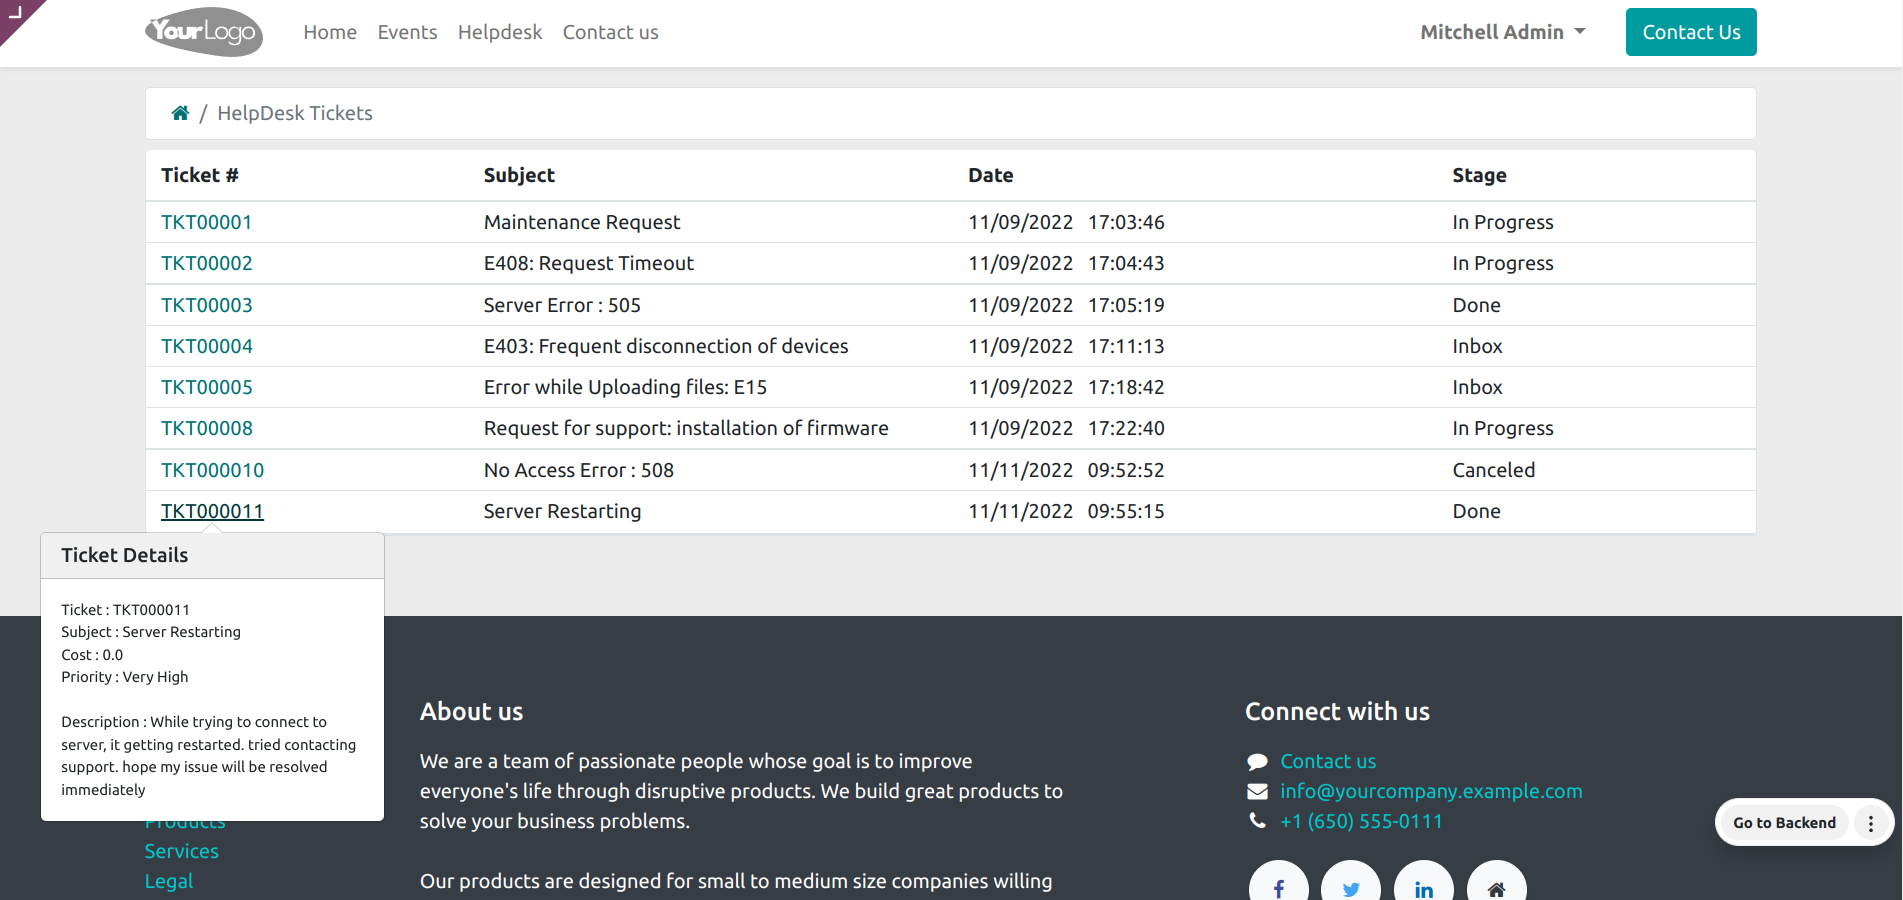 YourLogo
Home Events Helpdesk Contact us
Mitchell Admin
Contact Us
/ HelpDesk Tickets
Ticket # Subject Date Stage
TKT00001 Maintenance Request 11/09/2022 17:03:46 In Progress
TKT00002 E408: Request Timeout 11/09/2022 17:04:43 In Progress
TKT00003 Server Error : 505 11/09/2022 17:05:19 Done
TKT00004 E403: Frequent disconnection of devices 11/09/2022 17:11:13 Inbox
TKT00005 Error while Uploading files: E15 11/09/2022 17:18:42 Inbox
TKT00008 Request for support: installation of firmware 11/09/2022 17:22:40 In Progress
TKT000010 No Access Error : 508 11/11/2022 09:52:52 Canceled
TKT000011 Server Restarting 11/11/2022 09:55:15 Done
Ticket Details
Ticket : TKT000011
Subject : Server Restarting
Cost : 0.0
Priority : Very High
Description : While trying to connect to
server, it getting restarted. tried contacting
support. hope my issue will be resolved
immediately
Products
Services
Legal
About us
We are a team of passionate people whose goal is to improve
everyone's life through disruptive products. We build great products to
solve your business problems.
Our products are designed for small to medium size companies willing
Connect with us
Contact us
info@yourcompany.example.com
+1 (650) 555-0111
Go to Backend